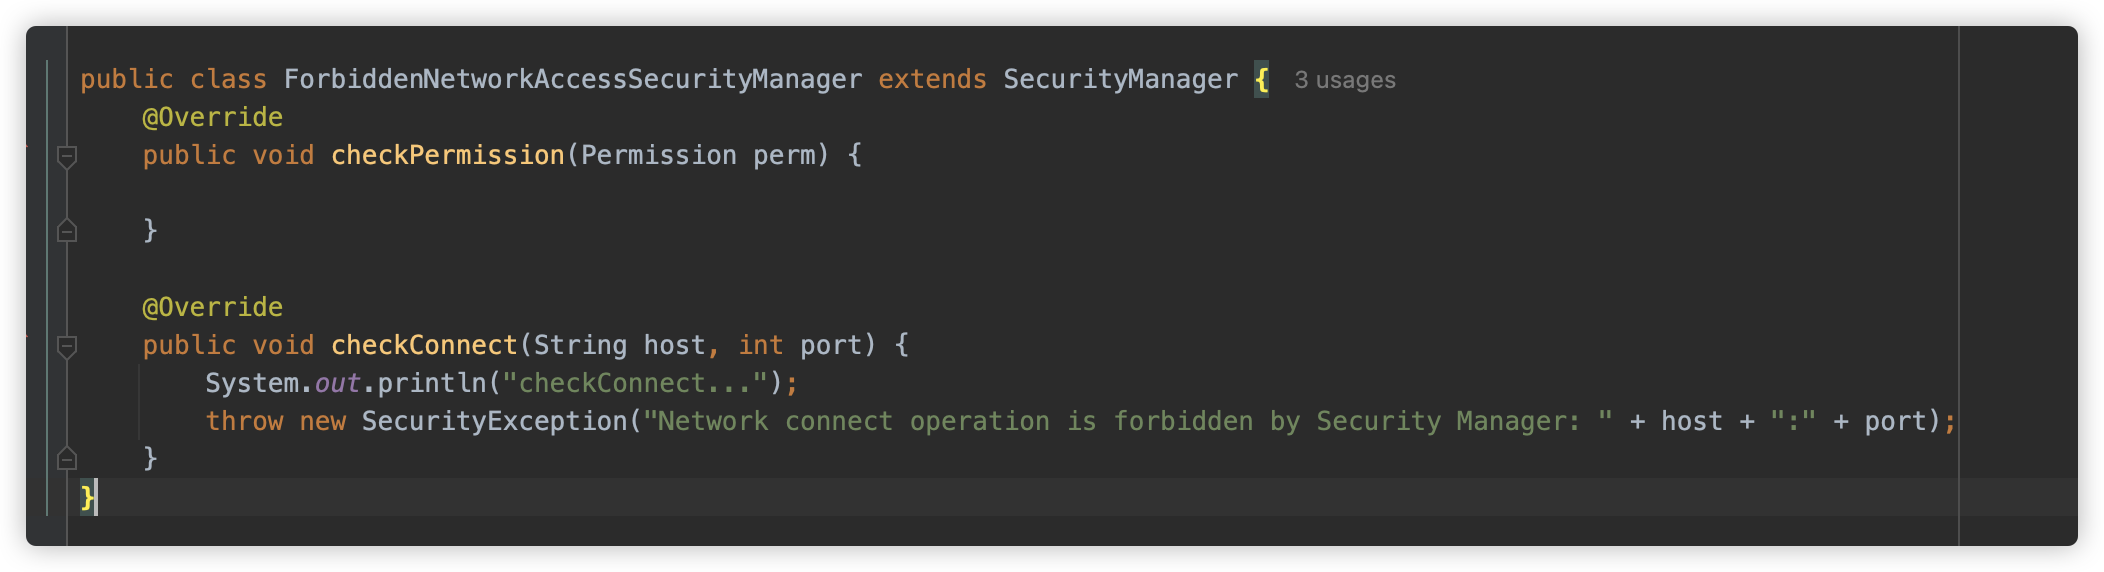 public class ForbiddenNetworkAccessSecurityManager extends SecurityManager { 3 usages
    @Override
    public void checkPermission(Permission perm) {
    }
    @Override
    public void checkConnect(String host, int port) {
        System.out.println("checkConnect...");
        throw new SecurityException("Network connect operation is forbidden by Security Manager: " + host + ":" + port);
    }
}